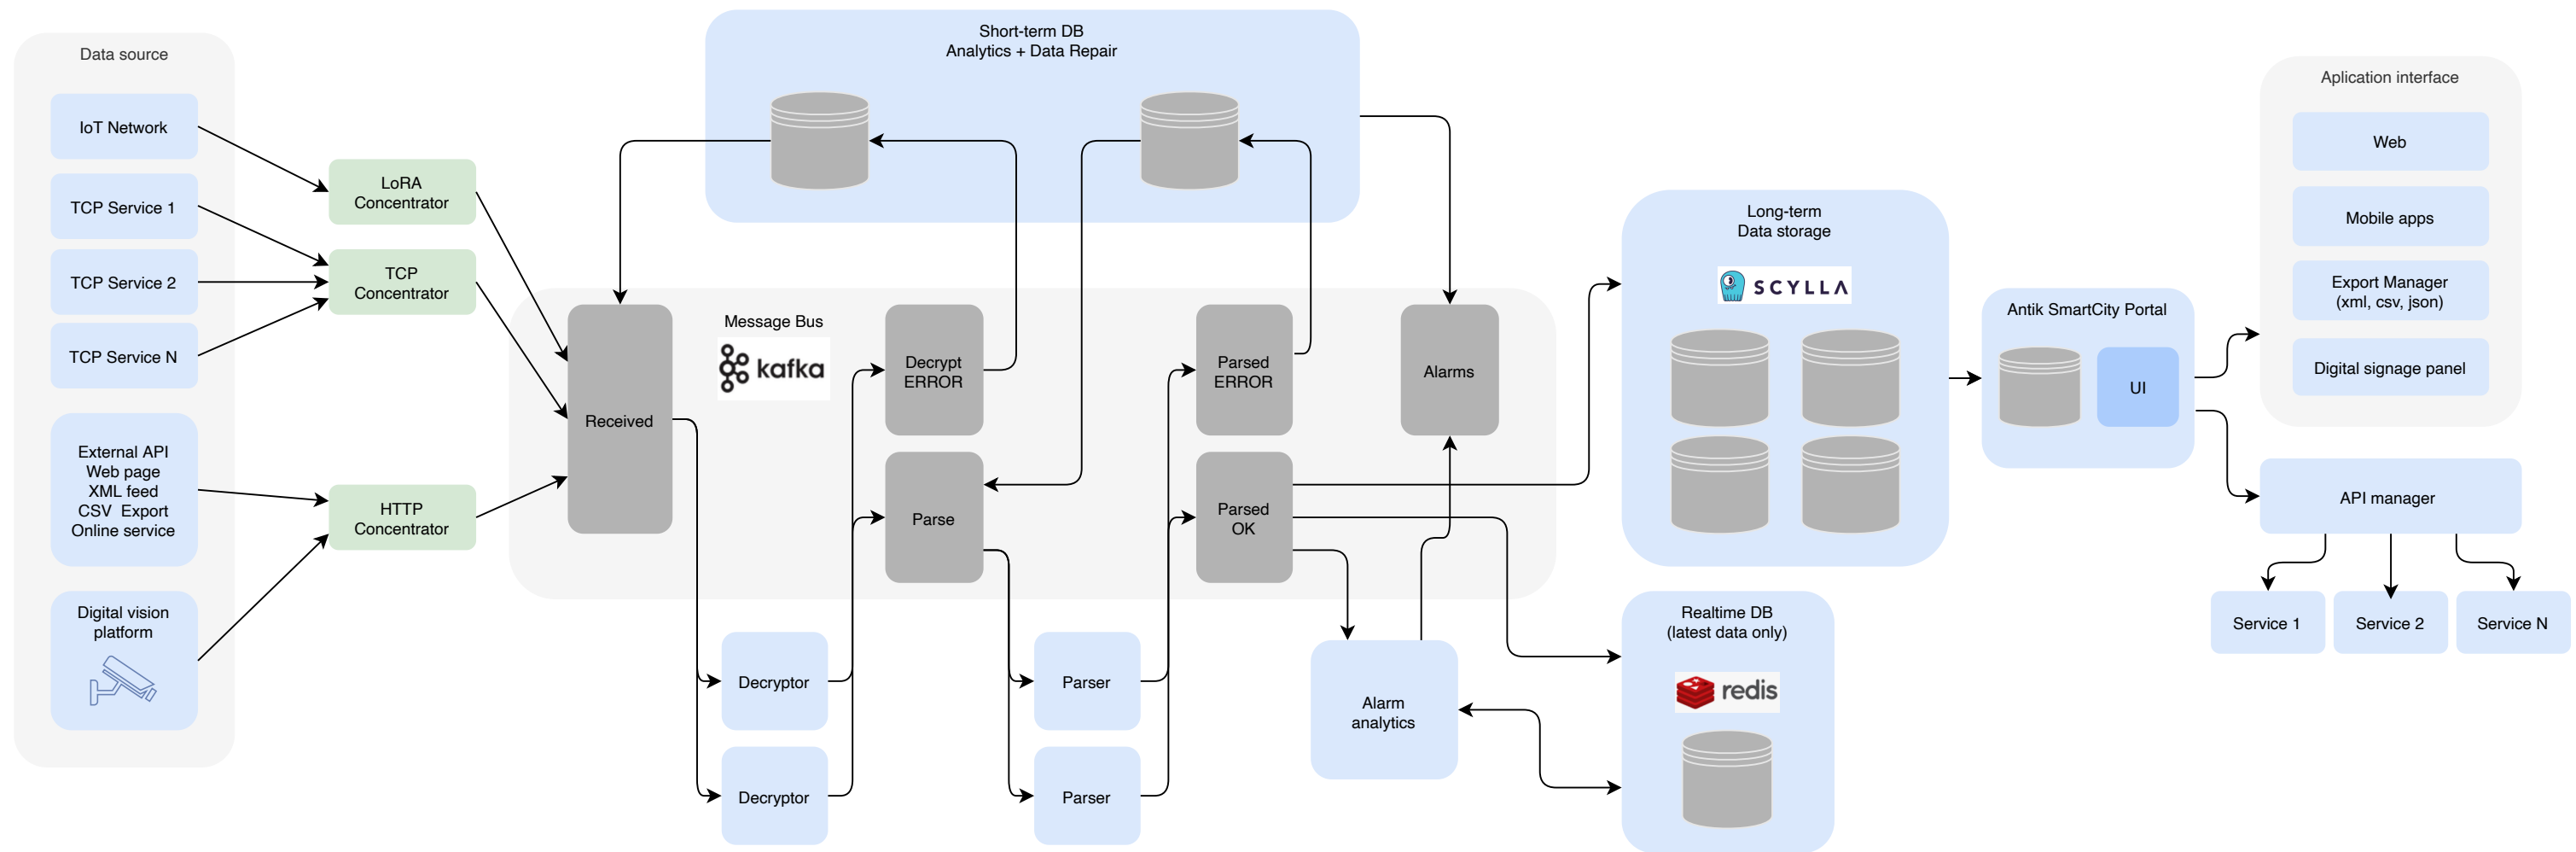 Data source
IoT Network
TCP Service 1
TCP Service 2
TCP Service N
External API
Web page
XML feed
CSV Export
Online service
Digital vision
platform
LoRA
Concentrator
TCP
Concentrator
HTTP
Concentrator
Short-term DB
Analytics + Data Repair
Message Bus
kafka
Received
Decrypt
ERROR
Parse
Parsed
ERROR
Parsed
OK
Alarms
Decryptor
Decryptor
Parser
Parser
Alarm
analytics
Long-term
Data storage
SCYLLA
Realtime DB
(latest data only)
redis
Antik SmartCity Portal
UI
Aplication interface
Web
Mobile apps
Export Manager
(xml, csv, json)
Digital signage panel
API manager
Service 1
Service 2
Service N